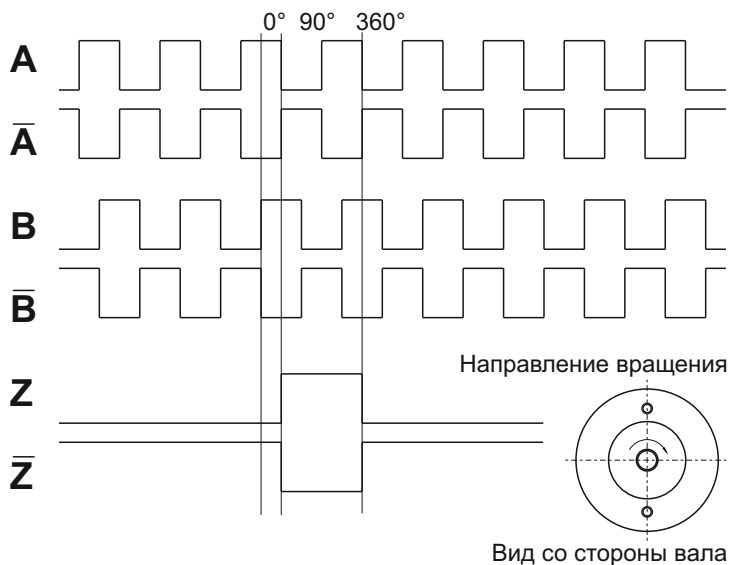 0° 90° 360°
A
A̅
B
B̅
Z
Z̅
Направление вращения
Вид со стороны вала